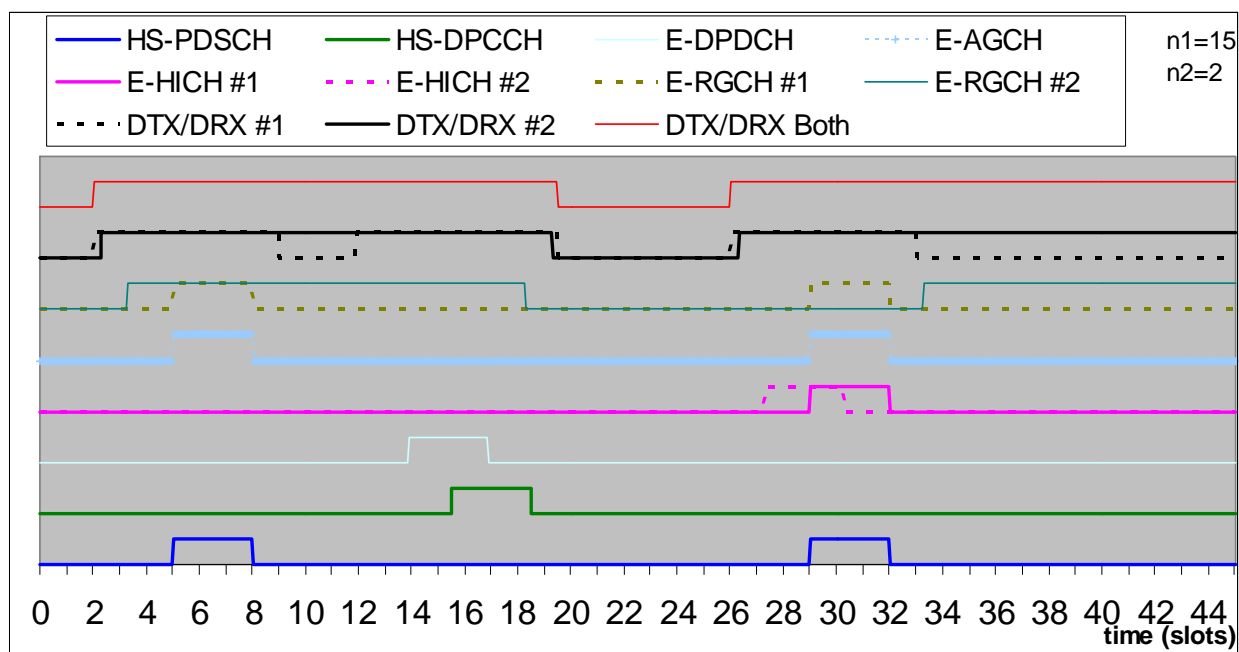 HS-PDSCH HS-DPCCH E-DPDCH E-AGCH
n1=15
E-HICH #1 E-HICH #2 E-RGCH #1 E-RGCH #2
n2=2
DTX/DRX #1 DTX/DRX #2 DTX/DRX Both
0 2 4 6 8 10 12 14 16 18 20 22 24 26 28 30 32 34 36 38 40 42 44
time (slots)